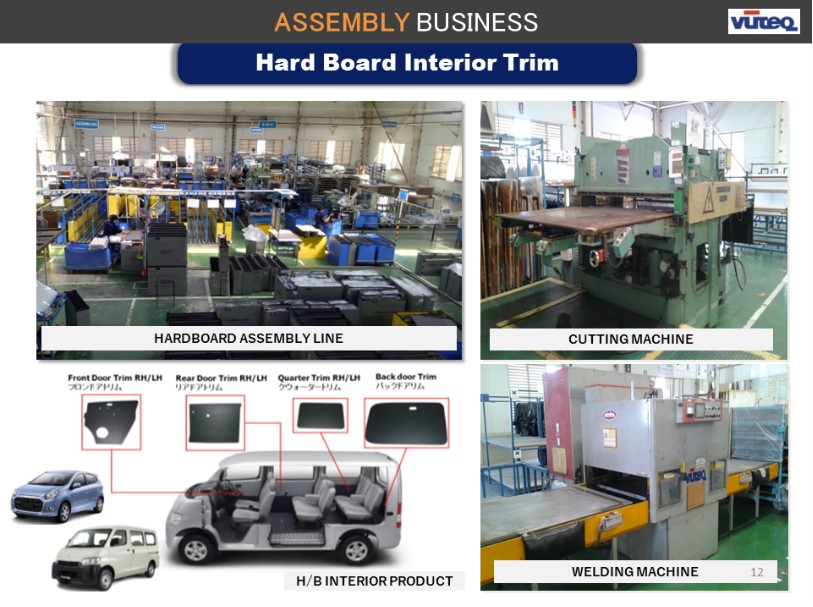 ASSEMBLY BUSINESS
VUTEQ
Hard Board Interior Trim
HARDBOARD ASSEMBLY LINE
CUTTING MACHINE
Front Door Trim RH/LH
フロンドアトリム
Rear Door Trim RH/LH
リアドアトリム
Quarter Trim RH/LH
クウォータートリム
Back door Trim
バックドアリム
H/B INTERIOR PRODUCT
VUTEQ
WELDING MACHINE
12